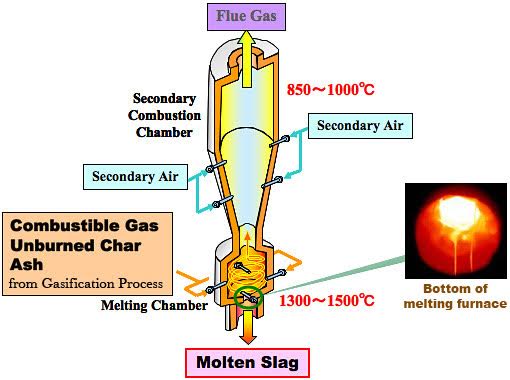 Flue Gas
850～1000℃
Secondary
Combustion
Chamber
Secondary Air
Secondary Air
Combustible Gas
Unburned Char
Ash
from Gasification Process
Melting Chamber
1300～1500℃
Bottom of
melting furnace
Molten Slag